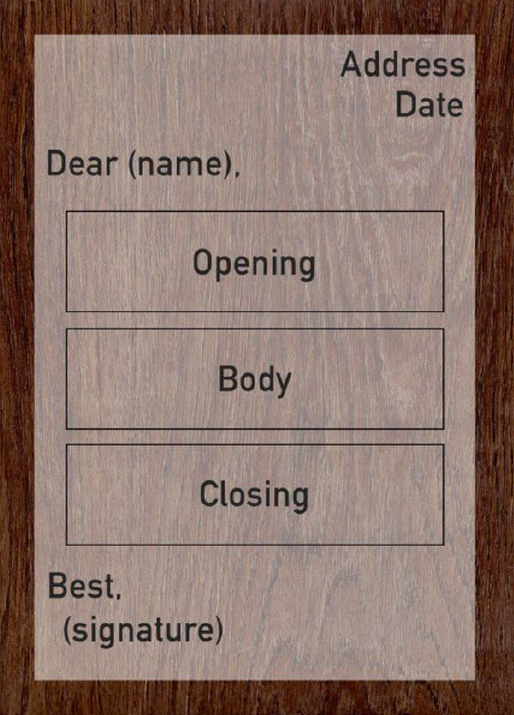 Address
Date
Dear (name),
Opening
Body
Closing
Best,
(signature)